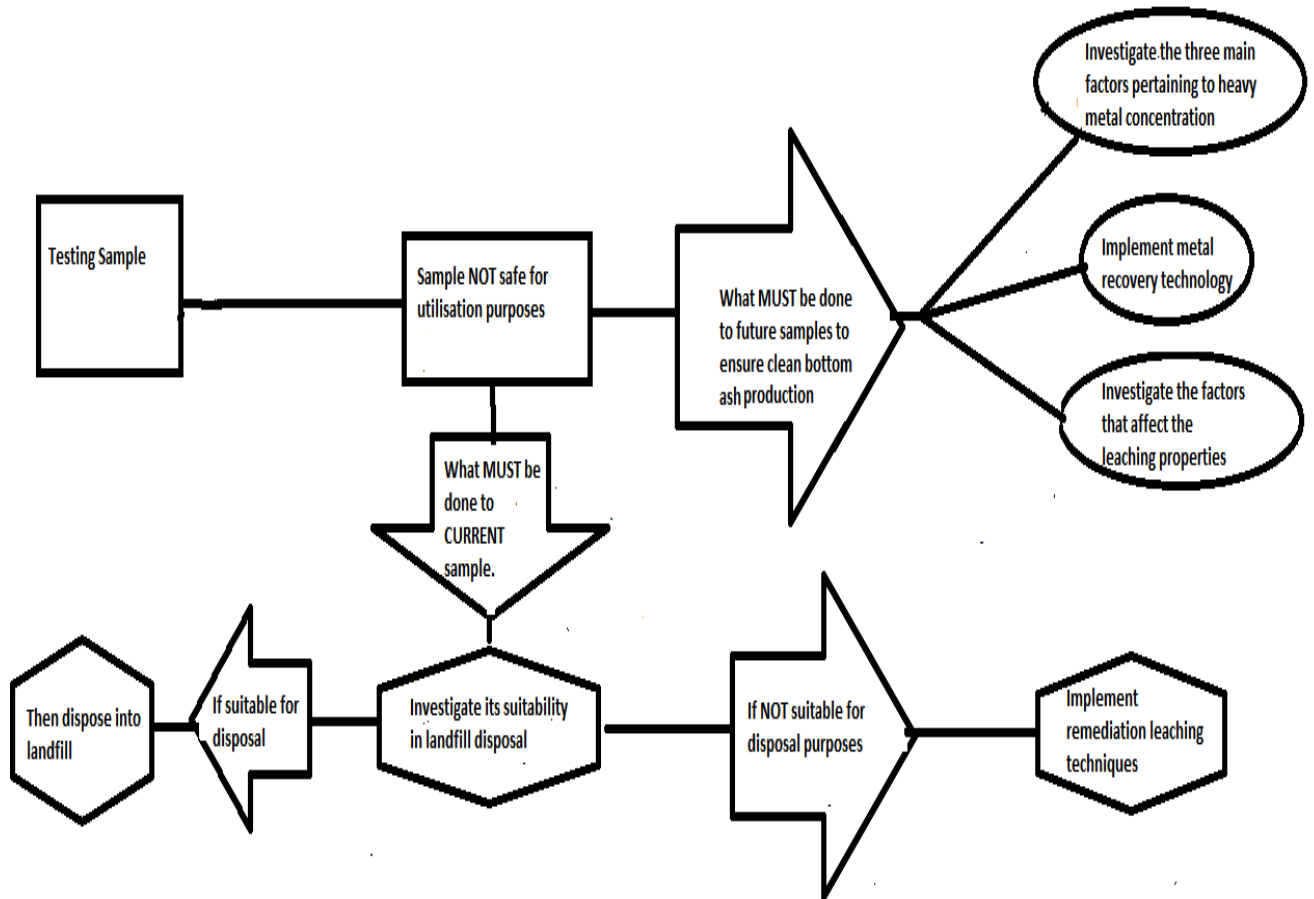 Investigate the three main
factors pertaining to heavy
metal concentration
Testing Sample
Sample NOT safe for
utilisation purposes
Implement metal
recovery technology
What MUST be done
to future samples to
ensure clean bottom
ash production
Investigate the factors
that affect the
leaching properties
What MUST be
done to
CURRENT
sample.
Then dispose into
landfill
If suitable for
disposal
Investigate its suitability
in landfill disposal
If NOT suitable for
disposal purposes
Implement
remediation leaching
techniques